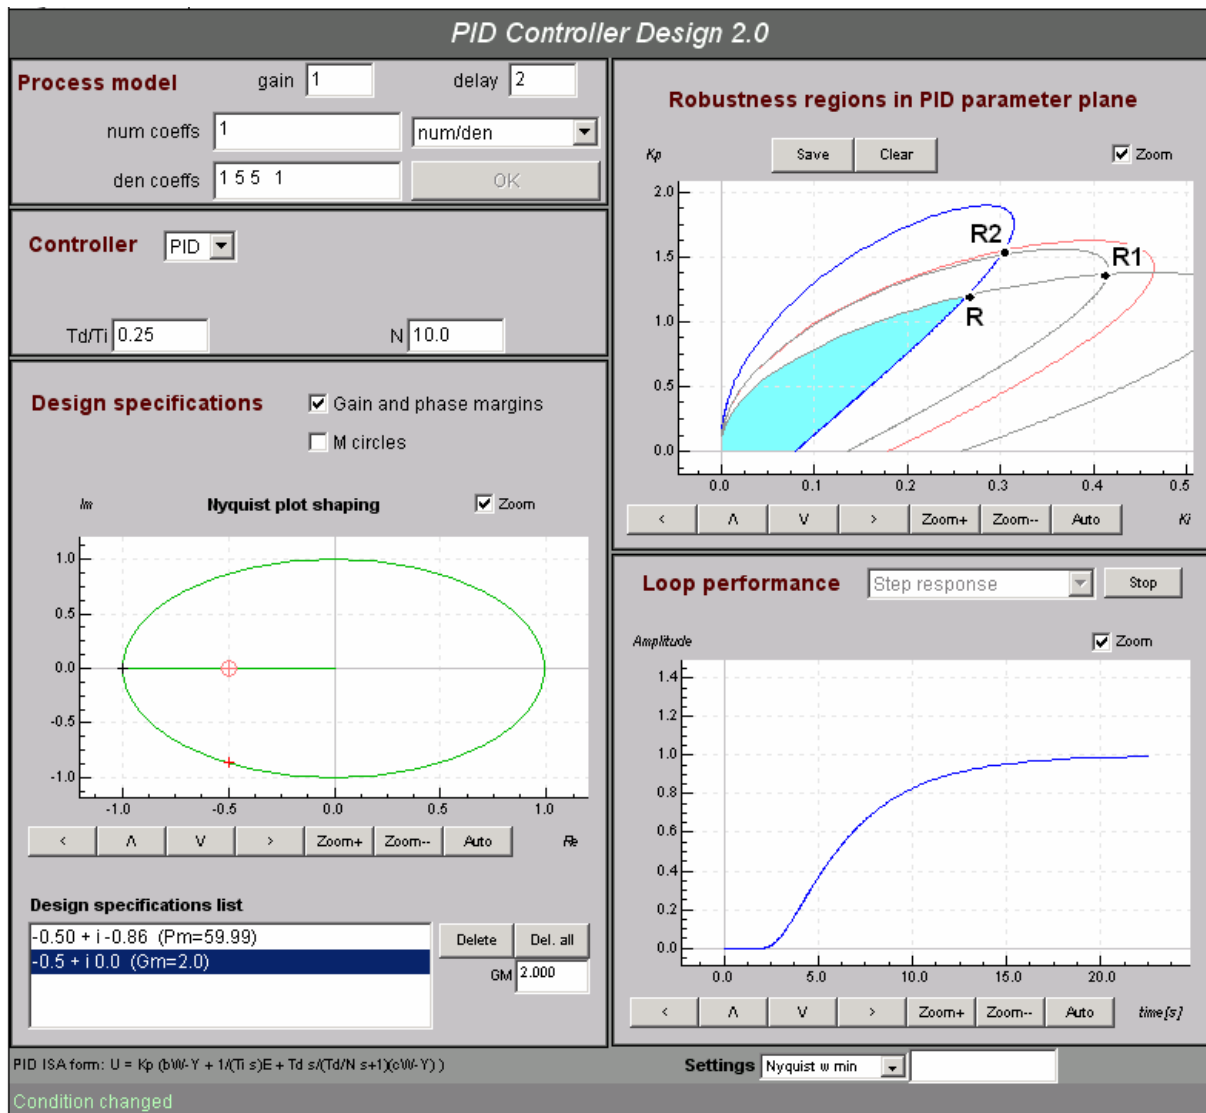 PID Controller Design 2.0
Process model
gain 1
delay 2
num coeffs 1
num/den
den coeffs 1 5 5 1
OK
Controller PID
Td/Ti 0.25
N 10.0
Design specifications
Gain and phase margins
M circles
Im
Nyquist plot shaping
Zoom
1.0
0.5
0.0
-0.5
-1.0
-1.0 -0.5 0.0 0.5 1.0
< Λ V > Zoom+ Zoom-- Auto Re
Design specifications list
-0.50 + i -0.86 (Pm=59.99)
-0.5 + i 0.0 (Gm=2.0)
Delete Del. all
GM 2.000
Robustness regions in PID parameter plane
Kp
Save Clear
Zoom
2.0
1.5
1.0
0.5
0.0
R2
R1
R
0.0 0.1 0.2 0.3 0.4 0.5
< Λ V > Zoom+ Zoom-- Auto Ki
Loop performance
Step response
Stop
Amplitude
Zoom
1.4
1.2
1.0
0.8
0.6
0.4
0.2
0.0
0.0 5.0 10.0 15.0 20.0
< Λ V > Zoom+ Zoom-- Auto time[s]
PID ISA form: U = Kp (bW-Y + 1/(Ti s)E + Td s/(Td/N s+1)(cW-Y) )
Settings Nyquist w min
Condition changed